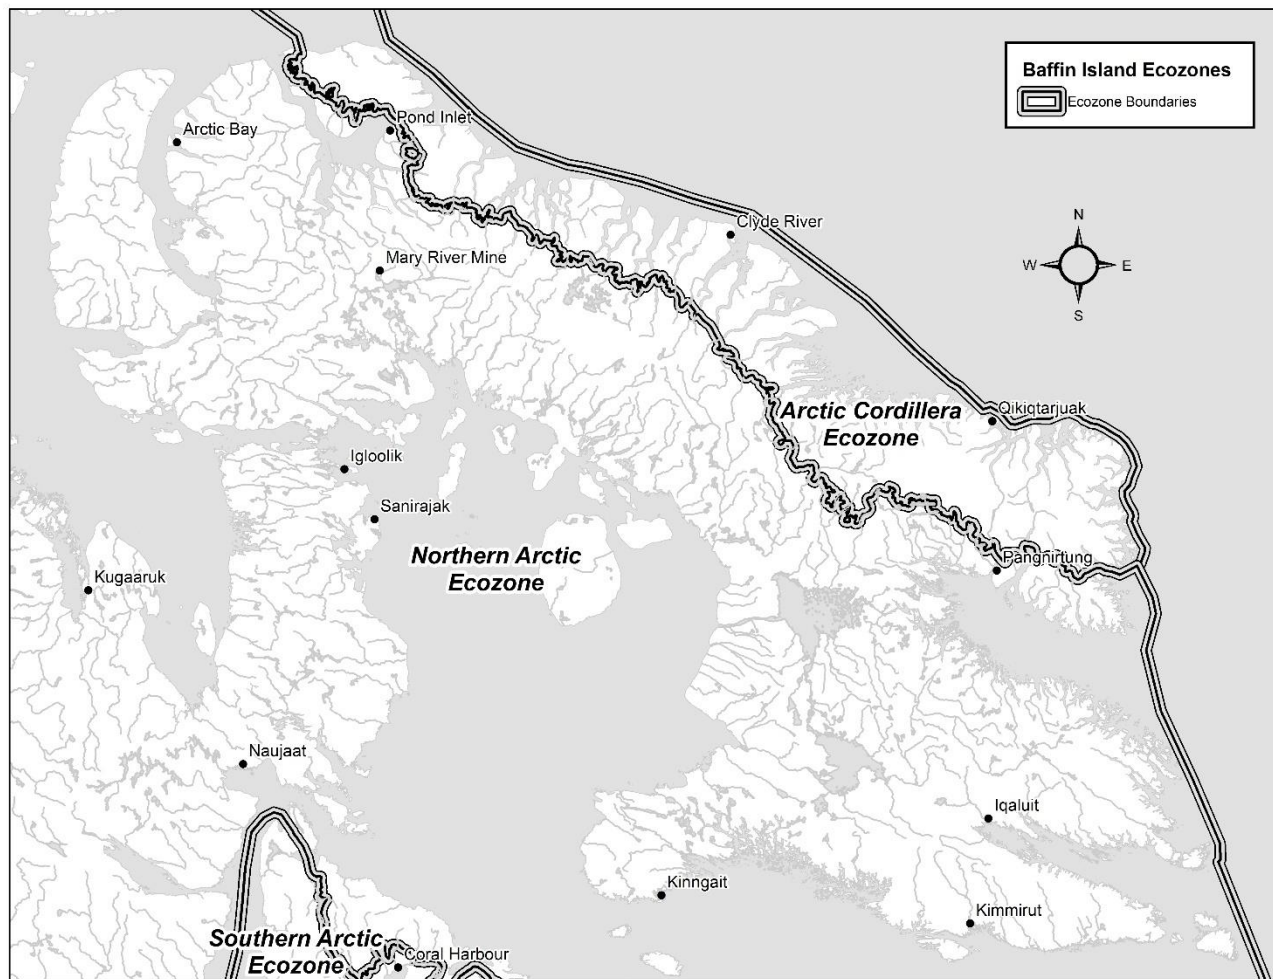 Baffin Island Ecozones
Ecozone Boundaries
Pond Inlet
Arctic Bay
Clyde River
N
W
E
S
Mary River Mine
Arctic Cordillera
Ecozone
Qikiqtarjuak
Igloolik
Sanirajak
Northern Arctic
Ecozone
Pangnirtung
Kugaaruk
Naujaat
Iqaluit
Kinngait
Kimmirut
Southern Arctic
Ecozone
Coral Harbour